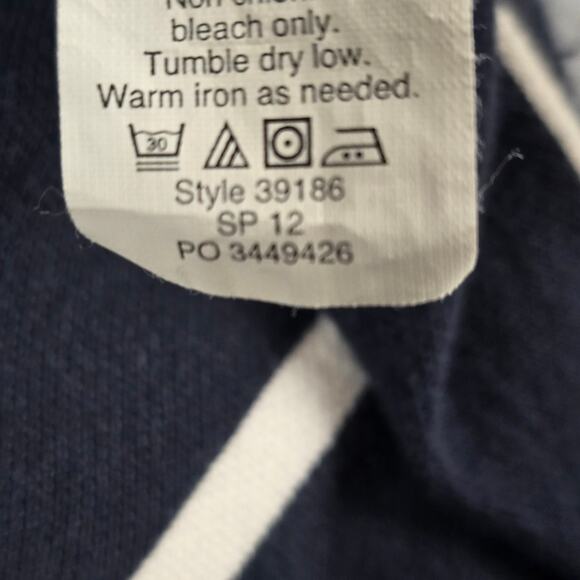 bleach only.
Tumble dry low.
Warm iron as needed.
30
Style 39186
SP 12
PO 3449426